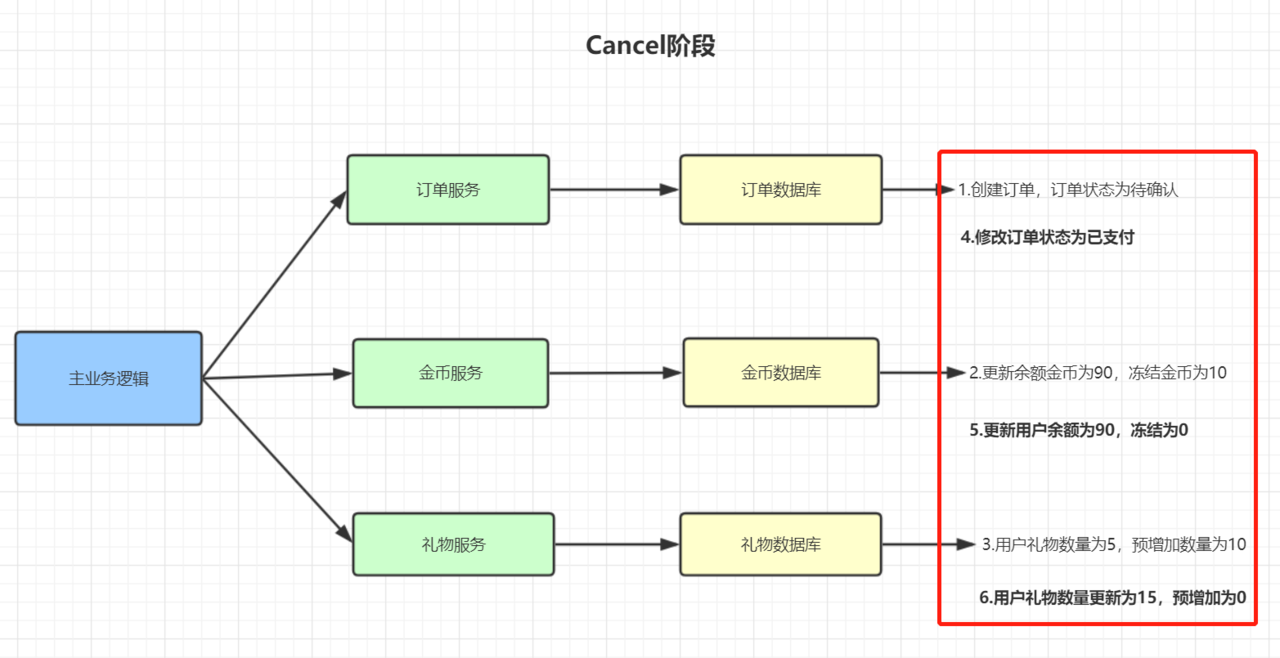 Cancel阶段
订单服务
订单数据库
1.创建订单，订单状态为待确认
4.修改订单状态为已支付
主业务逻辑
金币服务
金币数据库
2.更新余额金币为90，冻结金币为10
5.更新用户余额为90，冻结为0
礼物服务
礼物数据库
3.用户礼物数量为5，预增加数量为10
6.用户礼物数量更新为15，预增加为0